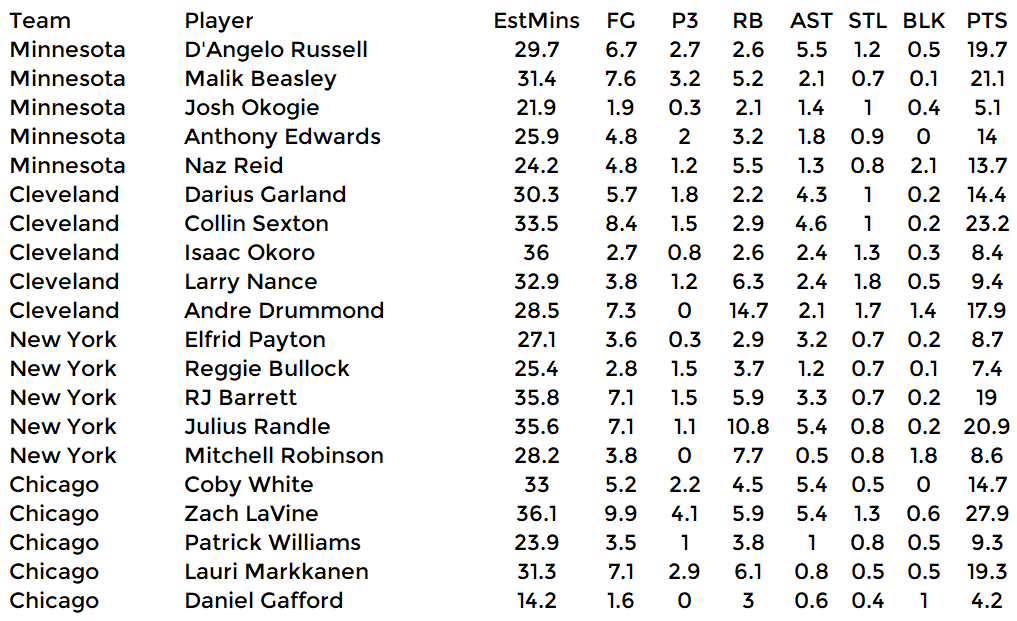 Team Player EstMins FG P3 RB AST STL BLK PTS
Minnesota D'Angelo Russell 29.7 6.7 2.7 2.6 5.5 1.2 0.5 19.7
Minnesota Malik Beasley 31.4 7.6 3.2 5.2 2.1 0.7 0.1 21.1
Minnesota Josh Okogie 21.9 1.9 0.3 2.1 1.4 1 0.4 5.1
Minnesota Anthony Edwards 25.9 4.8 2 3.2 1.8 0.9 0 14
Minnesota Naz Reid 24.2 4.8 1.2 5.5 1.3 0.8 2.1 13.7
Cleveland Darius Garland 30.3 5.7 1.8 2.2 4.3 1 0.2 14.4
Cleveland Collin Sexton 33.5 8.4 1.5 2.9 4.6 1 0.2 23.2
Cleveland Isaac Okoro 36 2.7 0.8 2.6 2.4 1.3 0.3 8.4
Cleveland Larry Nance 32.9 3.8 1.2 6.3 2.4 1.8 0.5 9.4
Cleveland Andre Drummond 28.5 7.3 0 14.7 2.1 1.7 1.4 17.9
New York Elfrid Payton 27.1 3.6 0.3 2.9 3.2 0.7 0.2 8.7
New York Reggie Bullock 25.4 2.8 1.5 3.7 1.2 0.7 0.1 7.4
New York RJ Barrett 35.8 7.1 1.5 5.9 3.3 0.7 0.2 19
New York Julius Randle 35.6 7.1 1.1 10.8 5.4 0.8 0.2 20.9
New York Mitchell Robinson 28.2 3.8 0 7.7 0.5 0.8 1.8 8.6
Chicago Coby White 33 5.2 2.2 4.5 5.4 0.5 0 14.7
Chicago Zach LaVine 36.1 9.9 4.1 5.9 5.4 1.3 0.6 27.9
Chicago Patrick Williams 23.9 3.5 1 3.8 1 0.8 0.5 9.3
Chicago Lauri Markkanen 31.3 7.1 2.9 6.1 0.8 0.5 0.5 19.3
Chicago Daniel Gafford 14.2 1.6 0 3 0.6 0.4 1 4.2